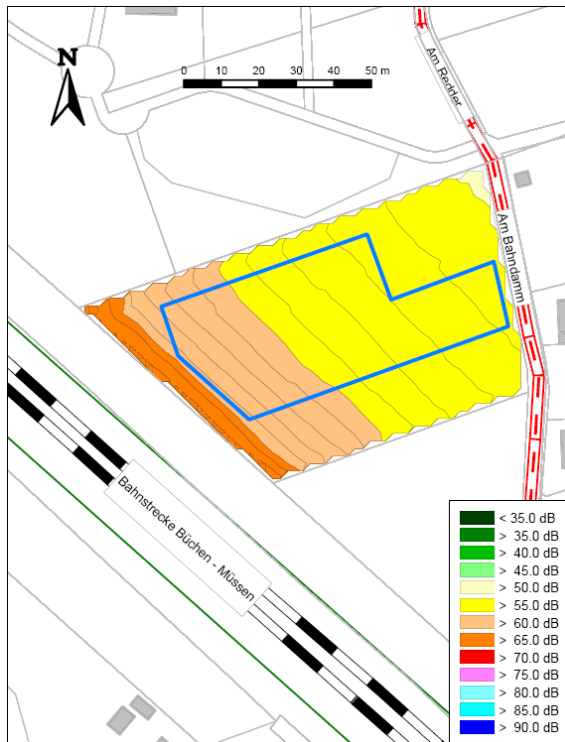 N
0 10 20 30 40 50 m
Am Redder
Am Bahndamm
Bahnstrecke Büchen - Müssen
< 35.0 dB
> 35.0 dB
> 40.0 dB
> 45.0 dB
> 50.0 dB
> 55.0 dB
> 60.0 dB
> 65.0 dB
> 70.0 dB
> 75.0 dB
> 80.0 dB
> 85.0 dB
> 90.0 dB